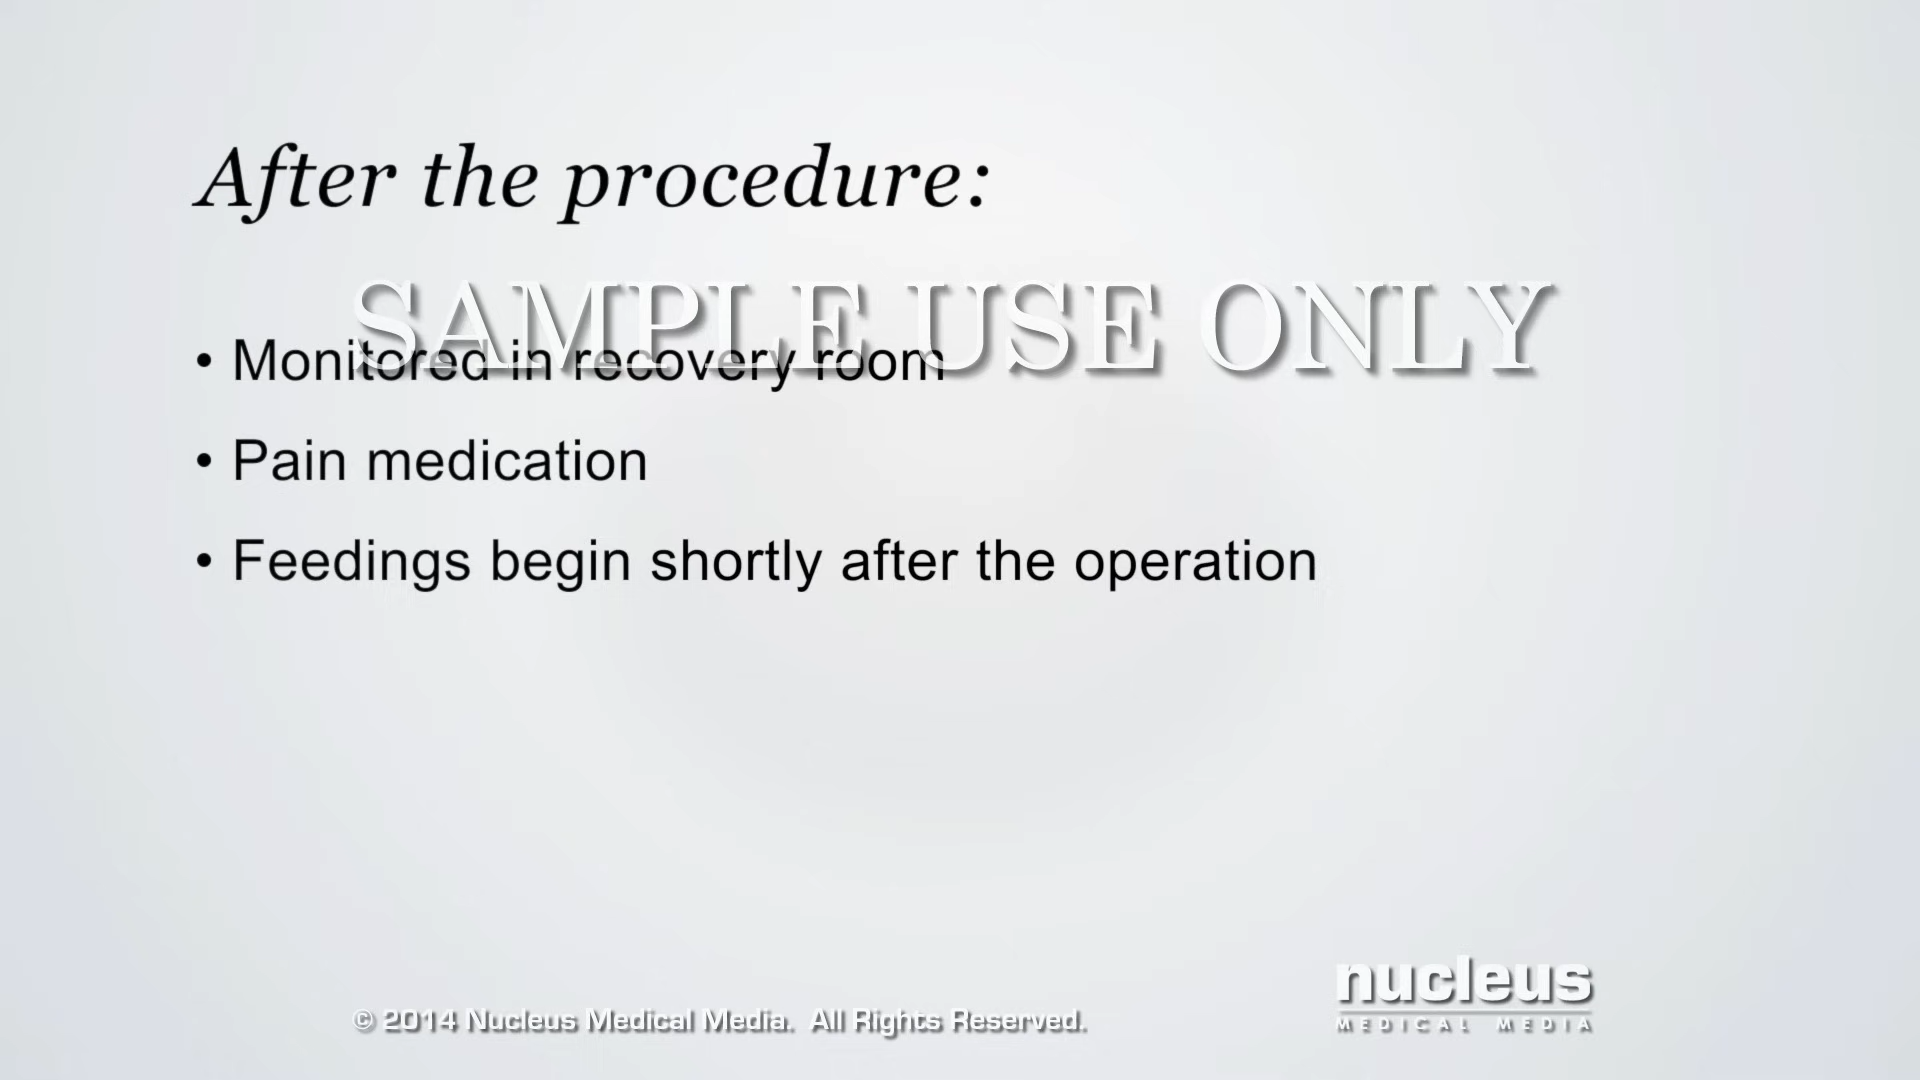 After the procedure:
SAMPLE USE ONLY
• Monitored in recovery room
• Pain medication
• Feedings begin shortly after the operation
nucleus
MEDICAL MEDIA
© 2014 Nucleus Medical Media. All Rights Reserved.